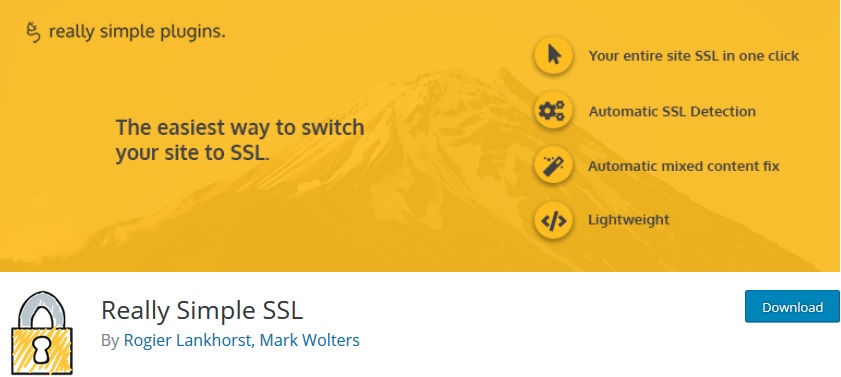 really simple plugins.
The easiest way to switch
your site to SSL.
Your entire site SSL in one click
Automatic SSL Detection
Automatic mixed content fix
Lightweight
Really Simple SSL
By Rogier Lankhorst, Mark Wolters
Download